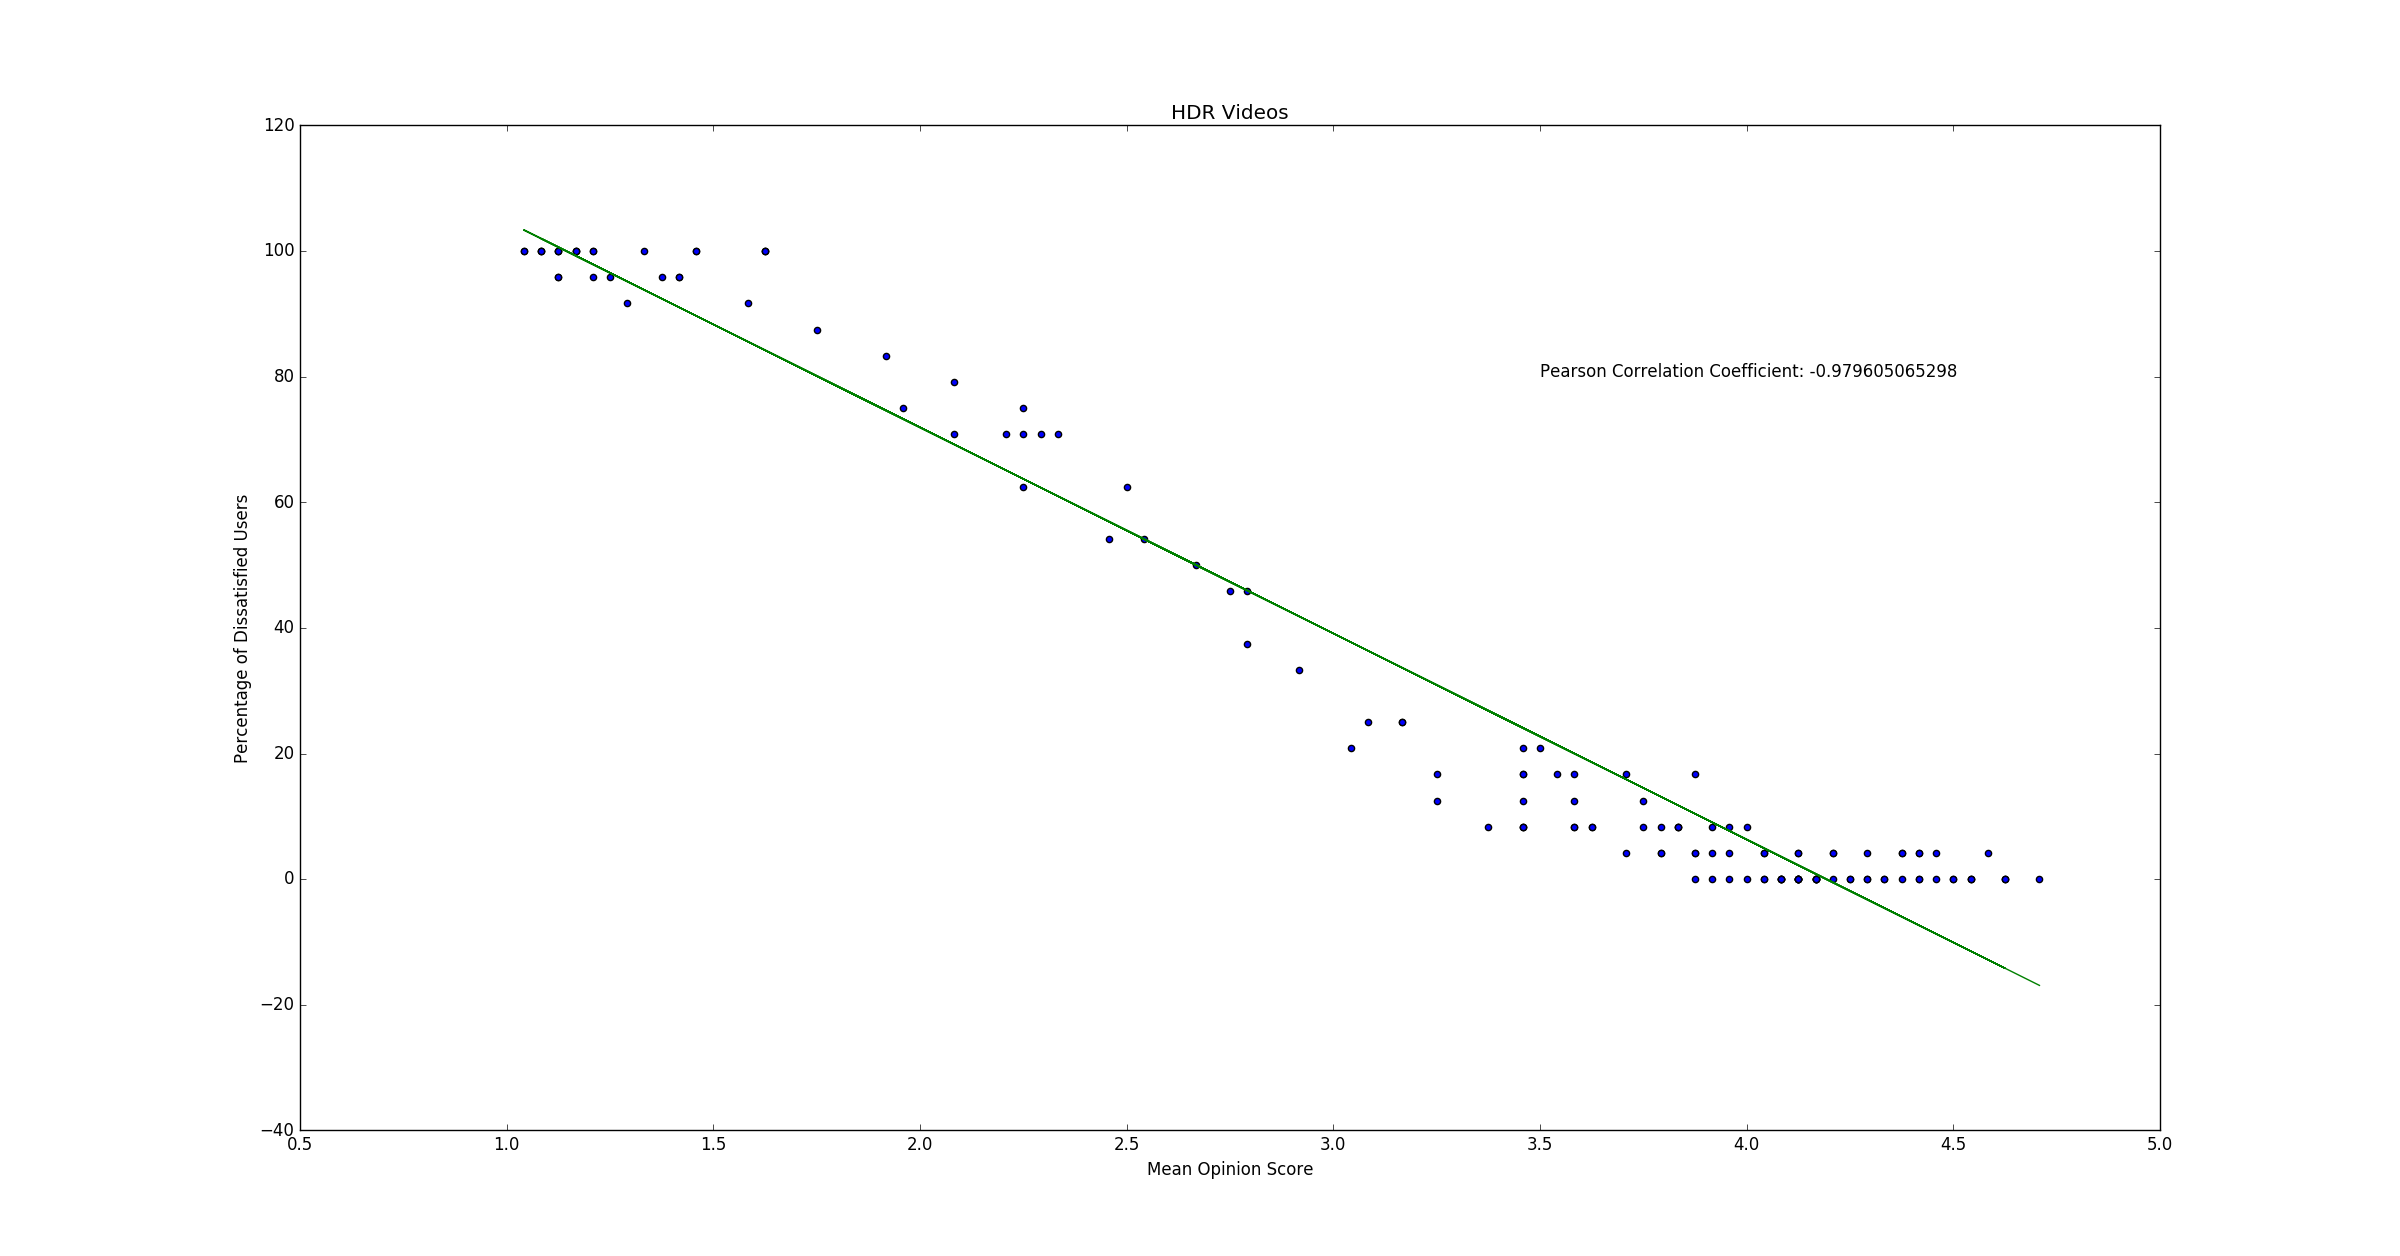 HDR Videos
120
100
80
60
40
20
0
−20
−40
Percentage of Dissatisfied Users
Pearson Correlation Coefficient: -0.979605065298
0.5 1.0 1.5 2.0 2.5 3.0 3.5 4.0 4.5 5.0
Mean Opinion Score